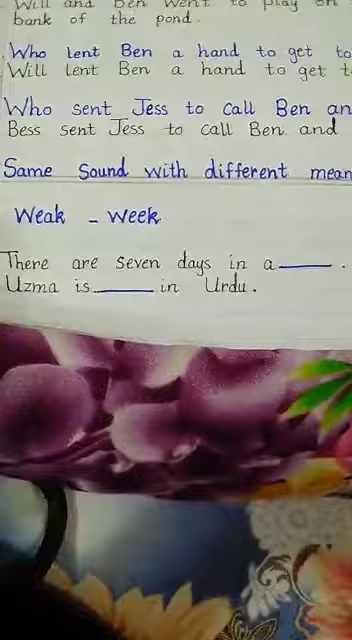 Will and Ben went to play on
bank of the pond.
Who lent Ben a hand to get to
Will lent Ben a hand to get t
Who sent Jess to call Ben an
Bess sent Jess to call Ben and
Same Sound with different mean
Weak - Week
There are seven days in a ______ .
Uzma is ______ in Urdu.